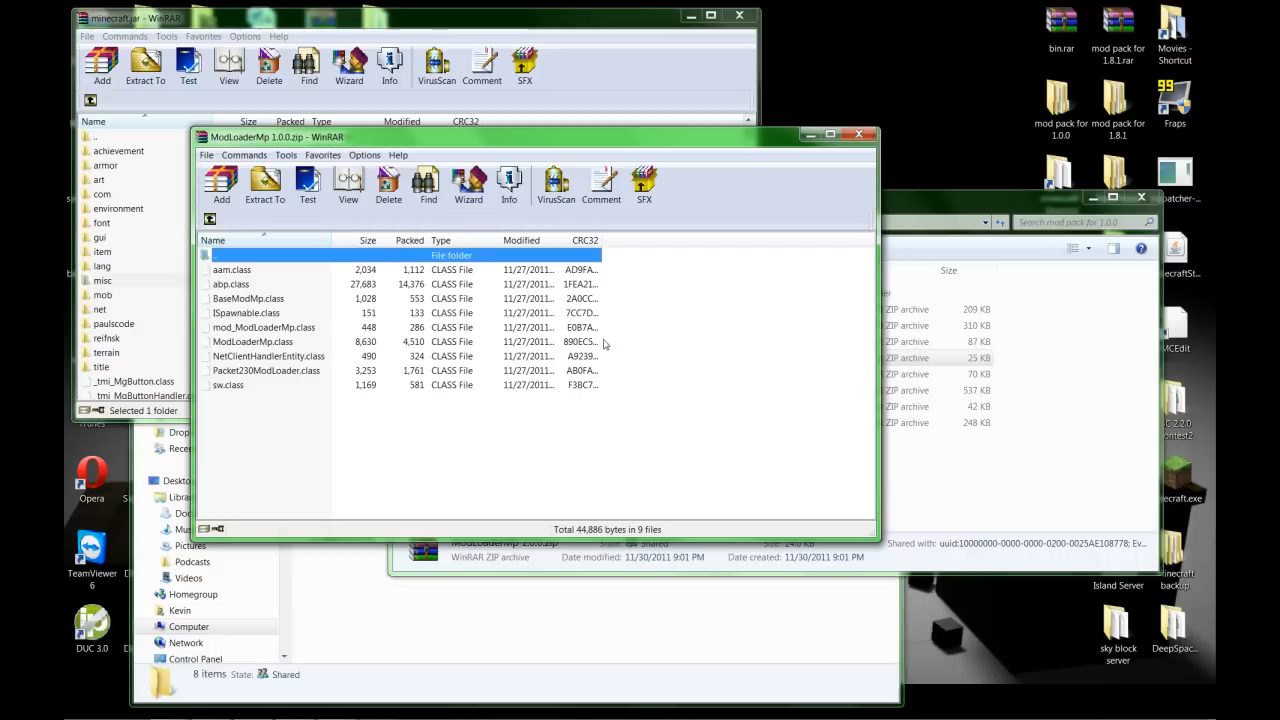 minecraft.jar - WinRAR
File Commands Tools Favorites Options Help
Add Extract To Test View Delete Find Wizard Info VirusScan Comment SFX
Name Size Packed Type Modified CRC32
..
achievement
armor
art
com
environment
font
gui
item
lang
misc
mob
net
paulscode
reifnsk
terrain
title
_tmi_MgButton.class
_tmi_MgButtonHandler.c
Selected 1 folder
ModLoaderMp 1.0.0.zip - WinRAR
File Commands Tools Favorites Options Help
Add Extract To Test View Delete Find Wizard Info VirusScan Comment SFX
Name Size Packed Type Modified CRC32
.. File folder
aam.class 2,034 1,112 CLASS File 11/27/2011... AD9FA...
abp.class 27,683 14,376 CLASS File 11/27/2011... 1FEA21...
BaseModMp.class 1,028 553 CLASS File 11/27/2011... 2A0CC...
ISpawnable.class 151 133 CLASS File 11/27/2011... 7CC7D...
mod_ModLoaderMp.class 448 286 CLASS File 11/27/2011... E0B7A...
ModLoaderMp.class 8,630 4,510 CLASS File 11/27/2011... 890EC5...
NetClientHandlerEntity.class 490 324 CLASS File 11/27/2011... A9239...
Packet230ModLoader.class 3,253 1,761 CLASS File 11/27/2011... AB0FA...
sw.class 1,169 581 CLASS File 11/27/2011... F3BC7...
Total 44,886 bytes in 9 files
Search mod pack for 1.0.0
Size
ZIP archive 209 KB
ZIP archive 310 KB
ZIP archive 87 KB
ZIP archive 25 KB
ZIP archive 70 KB
ZIP archive 537 KB
ZIP archive 42 KB
ZIP archive 248 KB
ModLoaderMp 1.0.0.zip State: Shared Size: 24.0 KB Shared with: uuid:10000000-0000-0000-0200-0025AE108778; Ev...
WinRAR ZIP archive Date modified: 11/30/2011 9:01 PM Date created: 11/30/2011 9:01 PM
Drop
Recen
Deskto
Librai
Doc
Mus
Pictures
Podcasts
Videos
Homegroup
Kevin
Computer
Network
Control Panel
8 items State: Shared
bin.rar
mod pack for 1.8.1.rar
Movies - Shortcut
mod pack for 1.0.0
mod pack for 1.8.1
99
Fraps
patcher-...
necraftSt...
MCEdit
C 2.2.0
ontest2
ecraft.exe
Island Server
inecraft backup
sky block server
DeepSpac...
Opera
TeamViewer 6
DUC 3.0